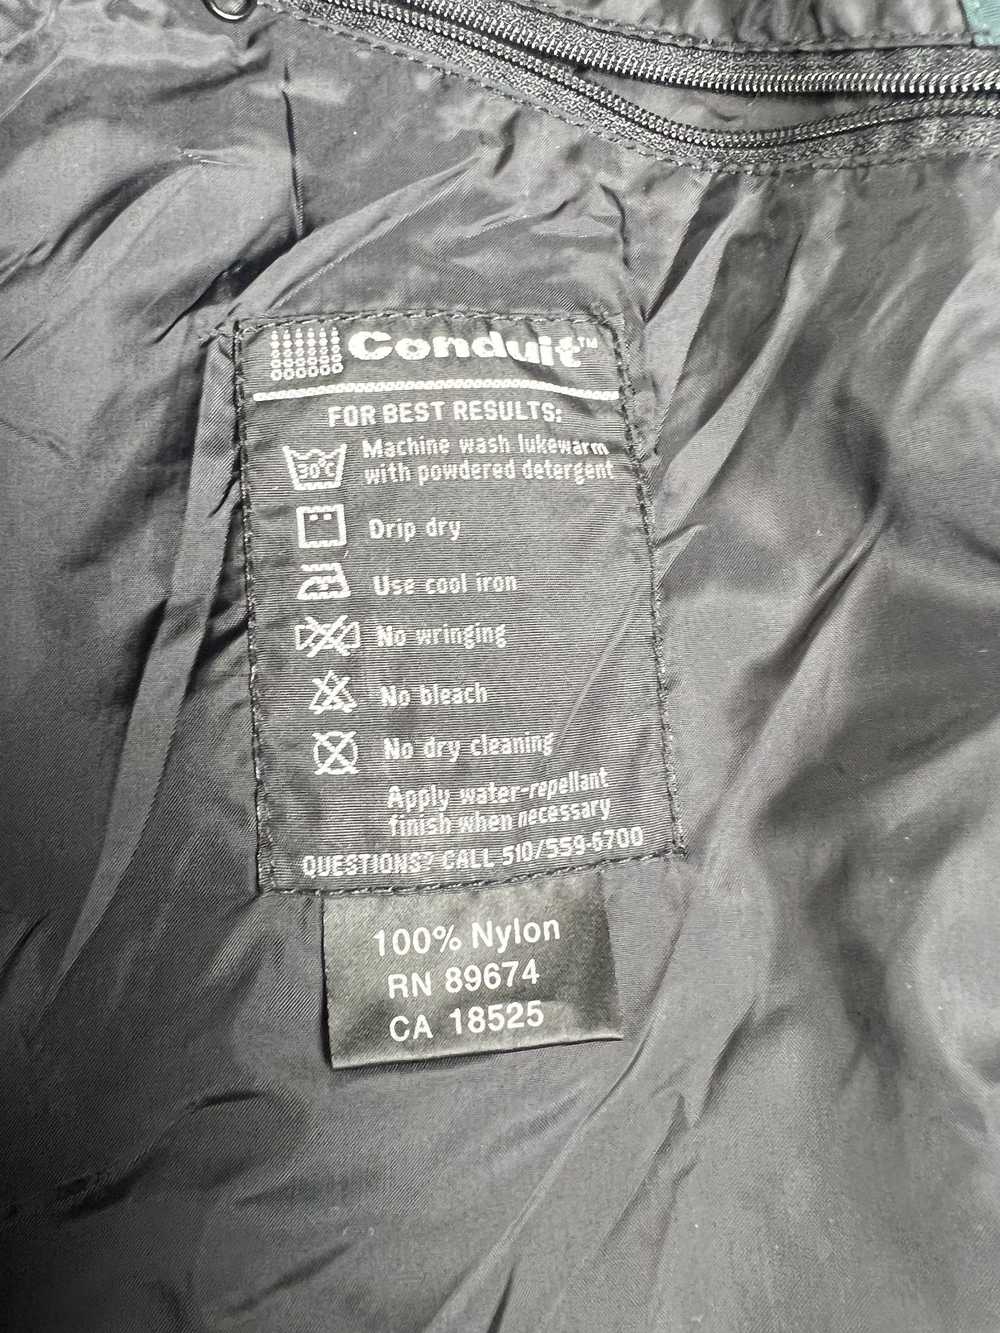 Conduit™
FOR BEST RESULTS:
30°C
Machine wash lukewarm
with powdered detergent
Drip dry
Use cool iron
No wringing
No bleach
No dry cleaning
Apply water-repellant
finish when necessary
QUESTIONS? CALL 510/559-6700
100% Nylon
RN 89674
CA 18525